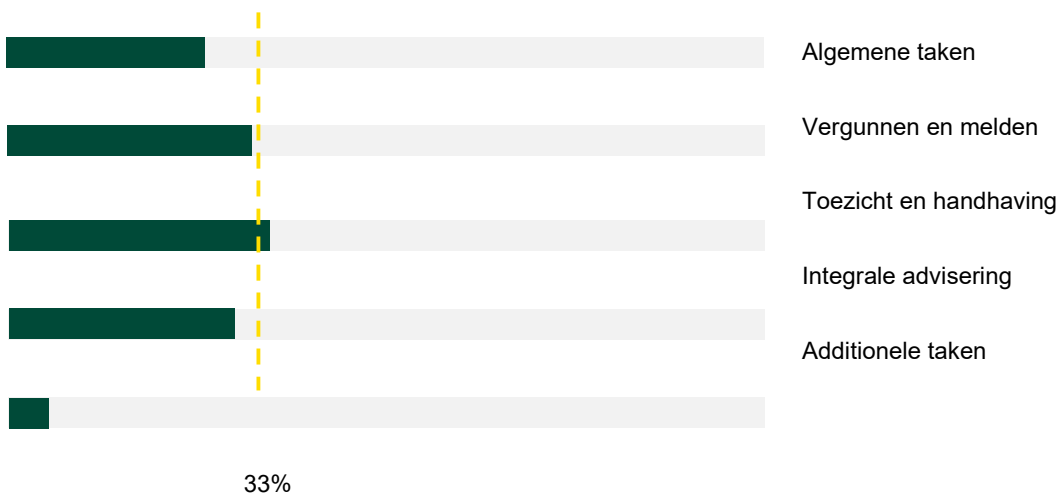 Algemene taken
Vergunnen en melden
Toezicht en handhaving
Integrale advisering
Additionele taken
33%